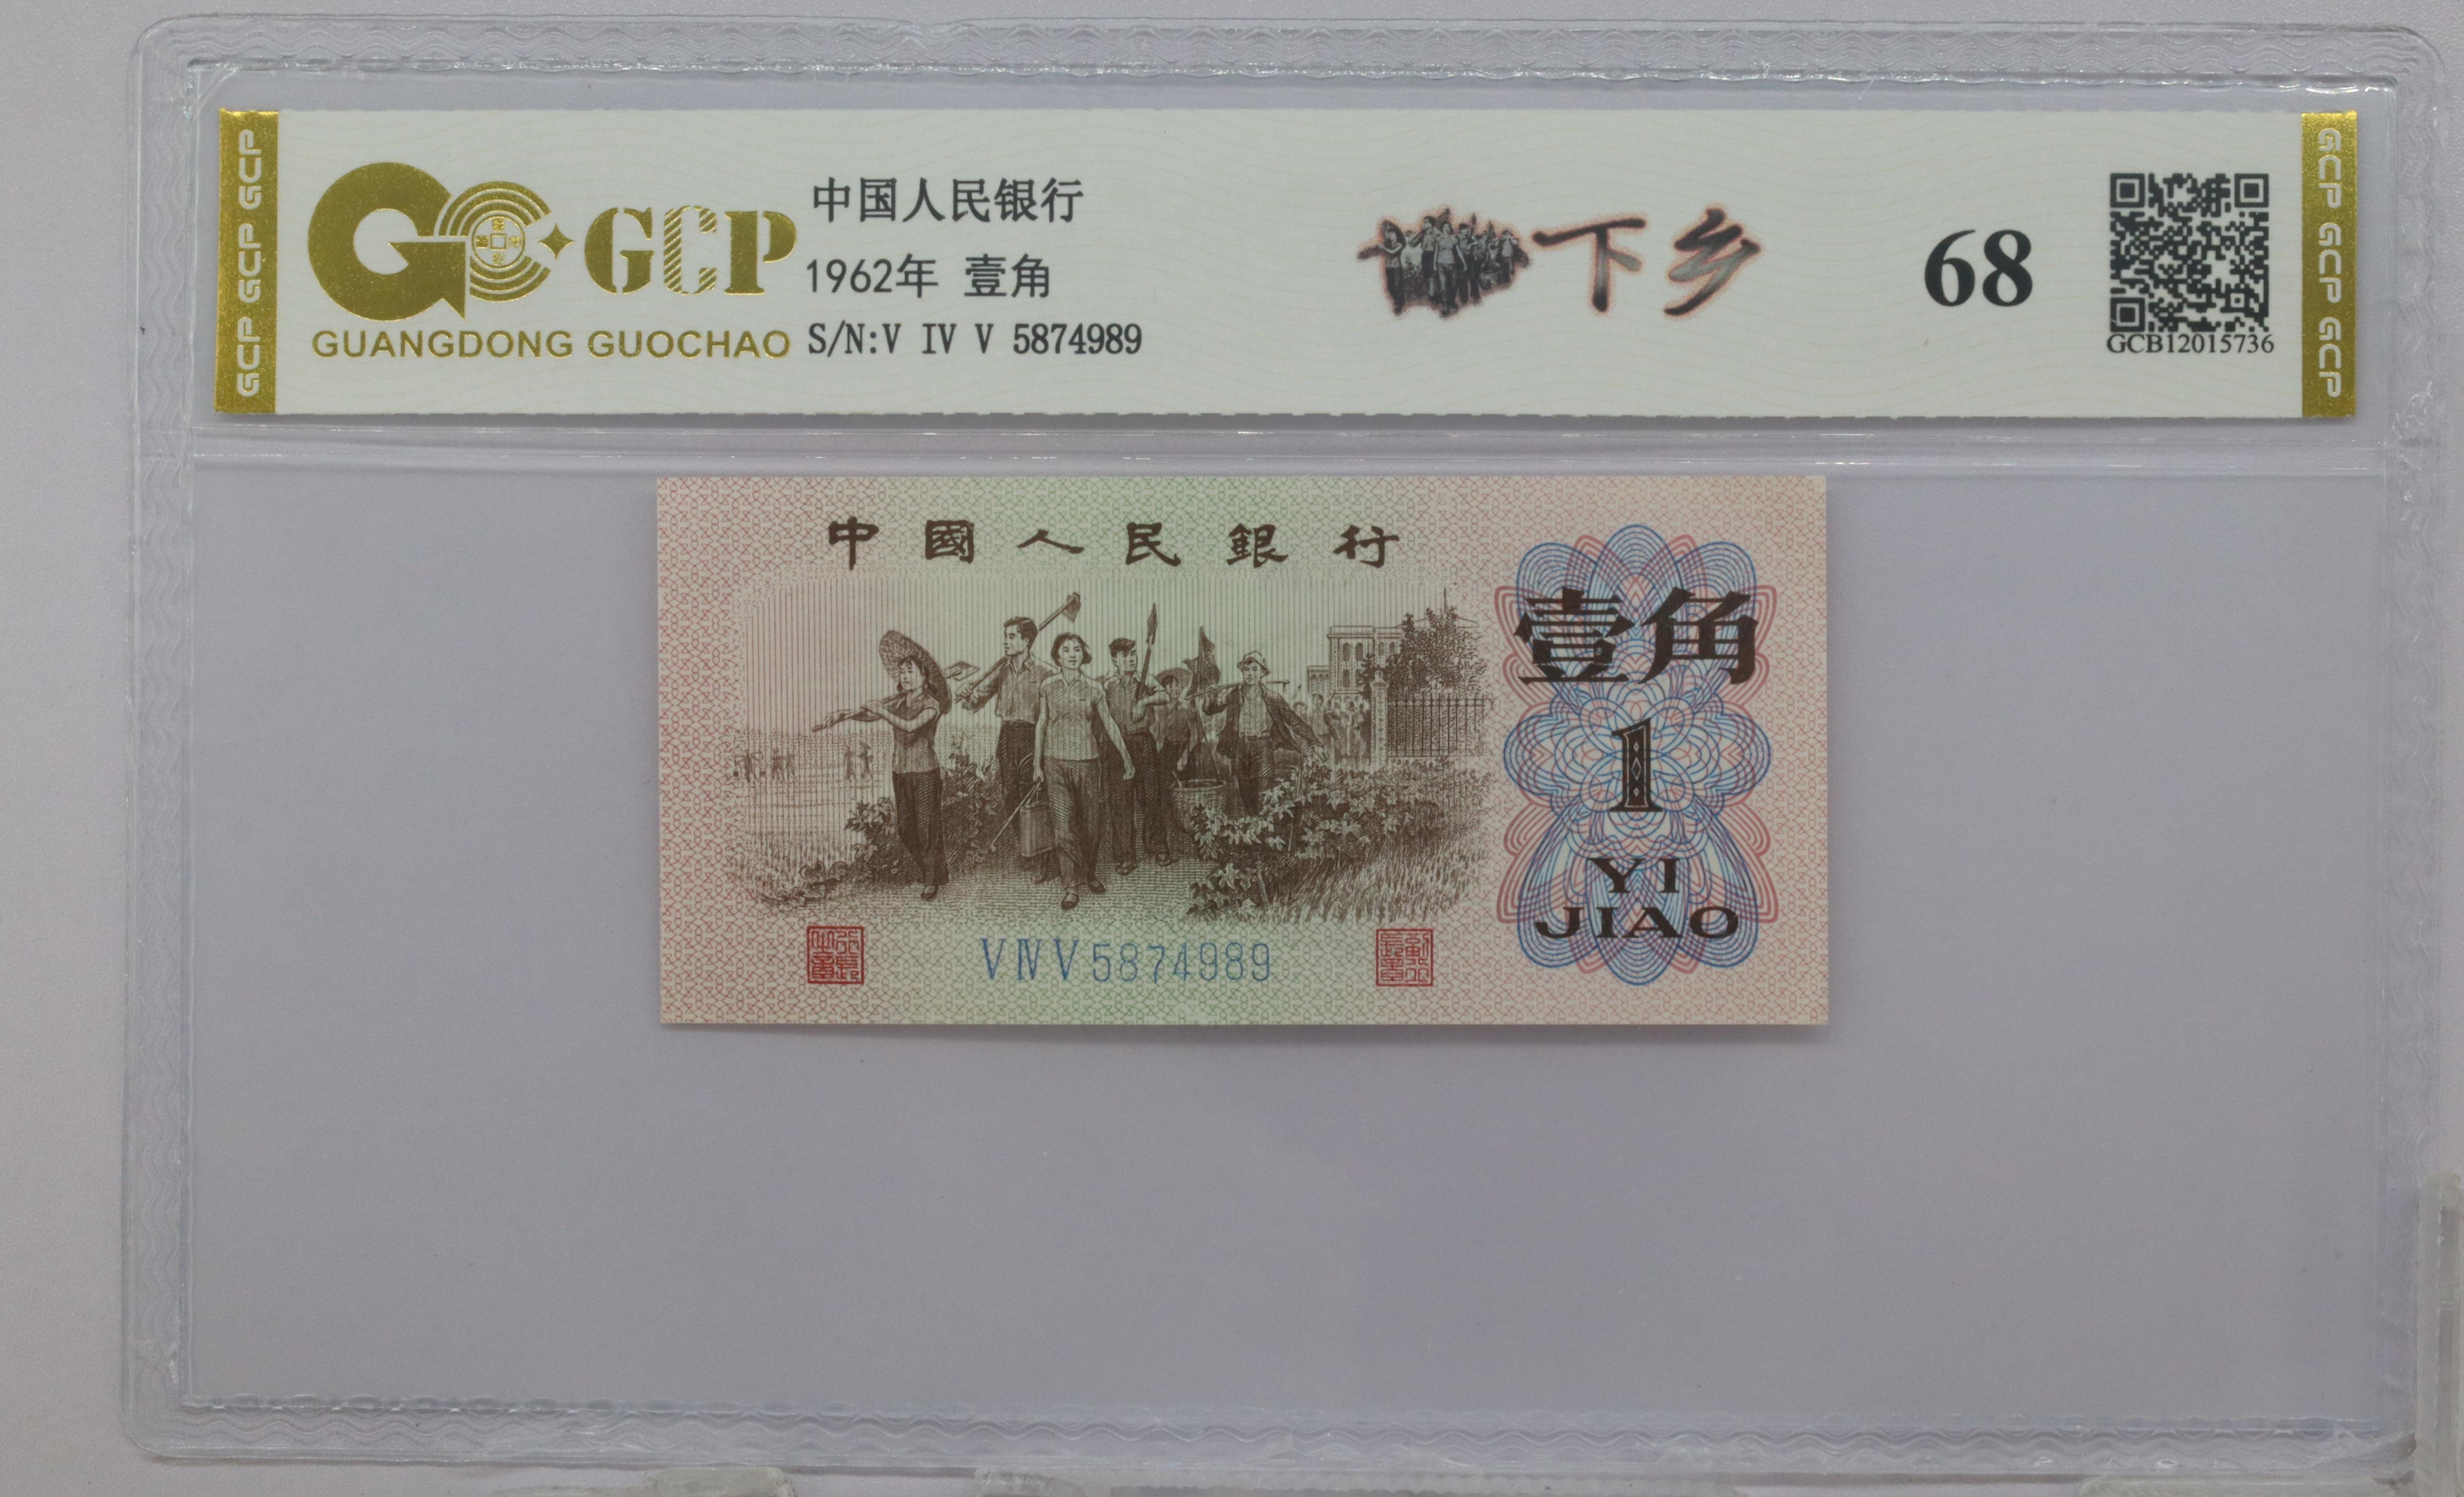 GCP GCP GCP
GCP
GUANGDONG GUOCHAO
中国人民银行
1962年 壹角
S/N:V IV V 5874989
下乡
68
GCB12015736
GCP GCP GCP
中國人民銀行
壹角
1
YI
JIAO
V IV V 5874989